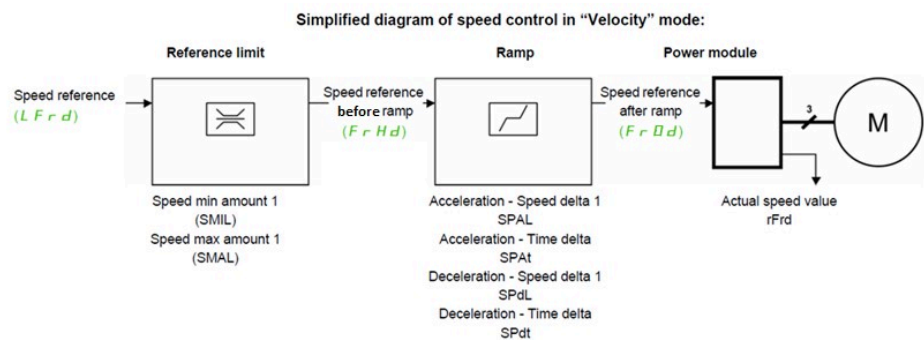 Simplified diagram of speed control in “Velocity” mode:
Reference limit
Ramp
Power module
Speed reference
(LFrd)
Speed reference
before ramp
(FrHd)
Speed reference
after ramp
(FrOd)
3
M
Speed min amount 1
(SMIL)
Speed max amount 1
(SMAL)
Acceleration - Speed delta 1
SPAL
Acceleration - Time delta
SPAt
Deceleration - Speed delta 1
SPdL
Deceleration - Time delta
SPdt
Actual speed value
rFrd